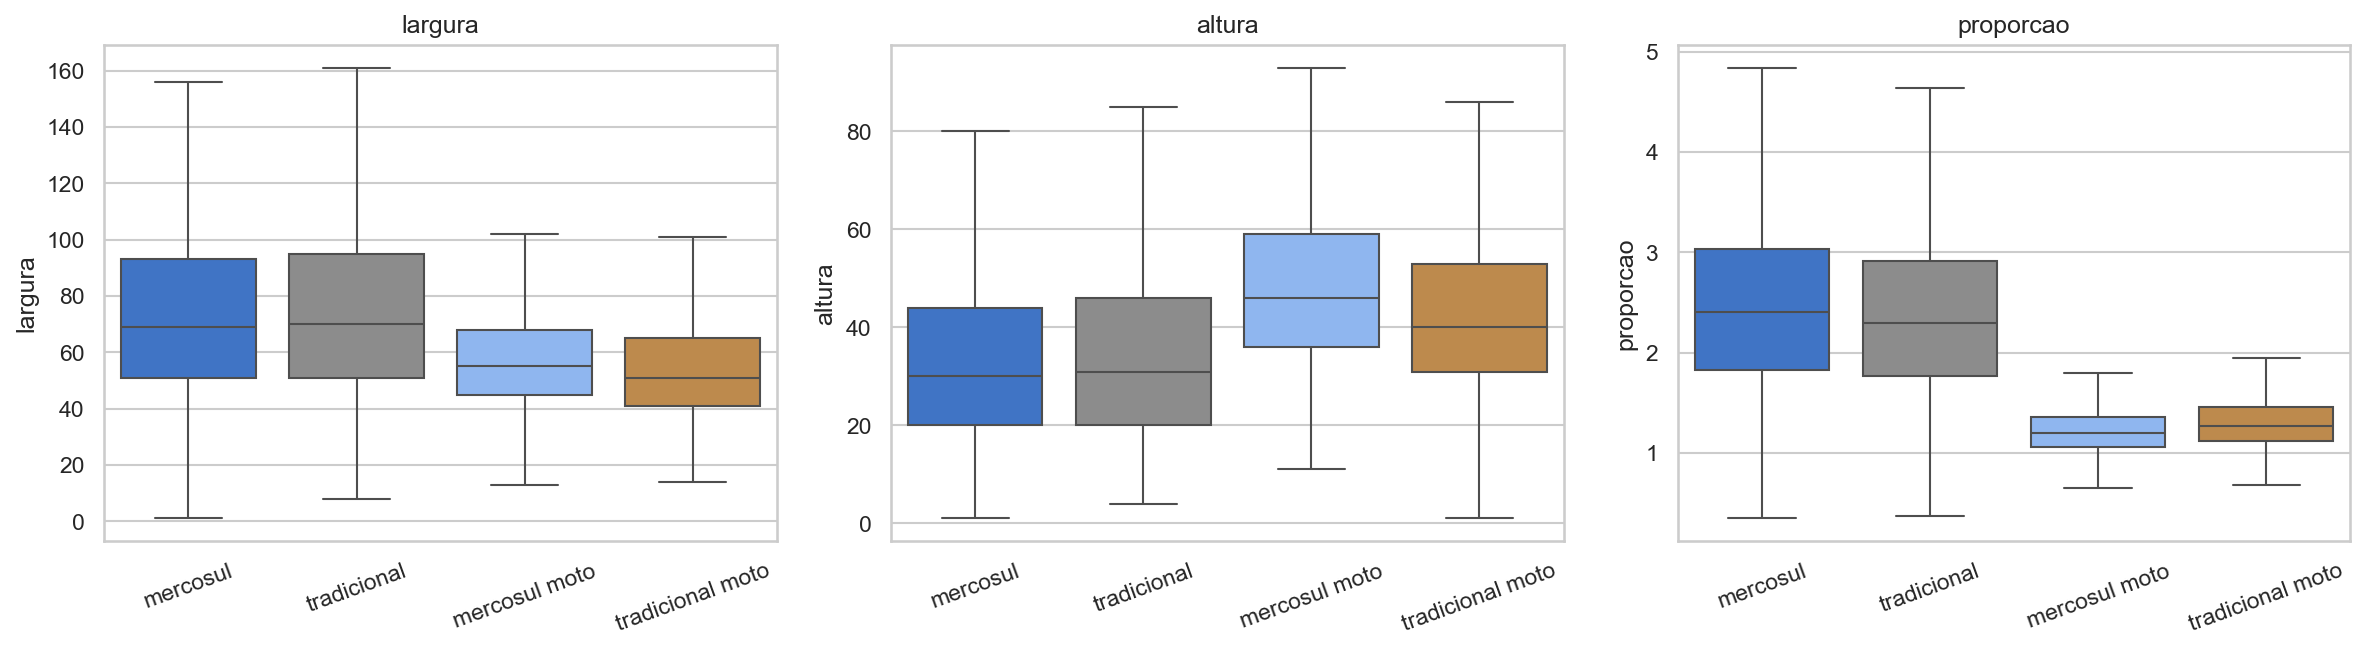 largura
largura
160
140
120
100
80
60
40
20
0
mercosul
tradicional
mercosul moto
tradicional moto
altura
altura
80
60
40
20
0
mercosul
tradicional
mercosul moto
tradicional moto
proporcao
proporcao
5
4
3
2
1
mercosul
tradicional
mercosul moto
tradicional moto